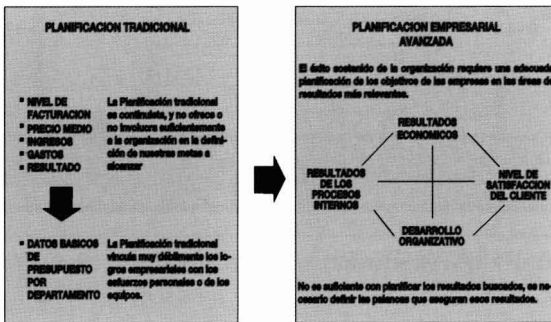 PLANIFICACION TRADICIONAL
▪ NIVEL DE
FACTURACION
▪ PRECIO MEDIO
▪ INGRESOS
▪ GASTOS
▪ RESULTADO
La Planificación tradicional
es continuista, y no ofrece o
no involucra suficientemente
a la organización en la defini-
ción de nuestras metas a
alcanzar
▪ DATOS BASICOS
DE
PRESUPUESTO
POR
DEPARTAMENTO
La Planificación tradicional
vincula muy débilmente los lo-
gros empresariales con los
esfuerzos personales o de los
equipos.
PLANIFICACION EMPRESARIAL
AVANZADA
El éxito sostenido de la organización requiere una adecuada
planificación de los objetivos de las empresas en las áreas de
resultados más relevantes.
RESULTADOS
ECONOMICOS
RESULTADOS
DE LOS
PROCESOS
INTERNOS
NIVEL DE
SATISFACCION
DEL CLIENTE
DESARROLLO
ORGANIZATIVO
No es suficiente con planificar los resultados buscados, es ne-
cesario definir las palancas que aseguran esos resultados.